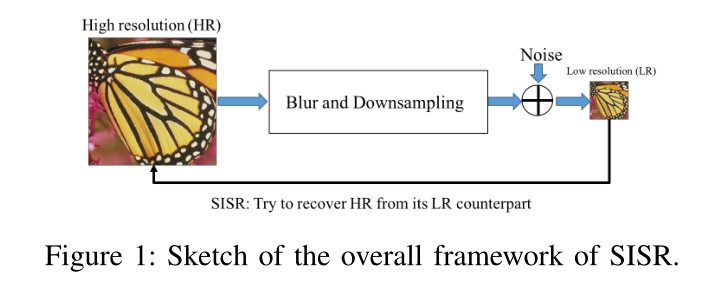 High resolution (HR)
Noise
Low resolution (LR)
Blur and Downsampling
SISR: Try to recover HR from its LR counterpart
Figure 1: Sketch of the overall framework of SISR.